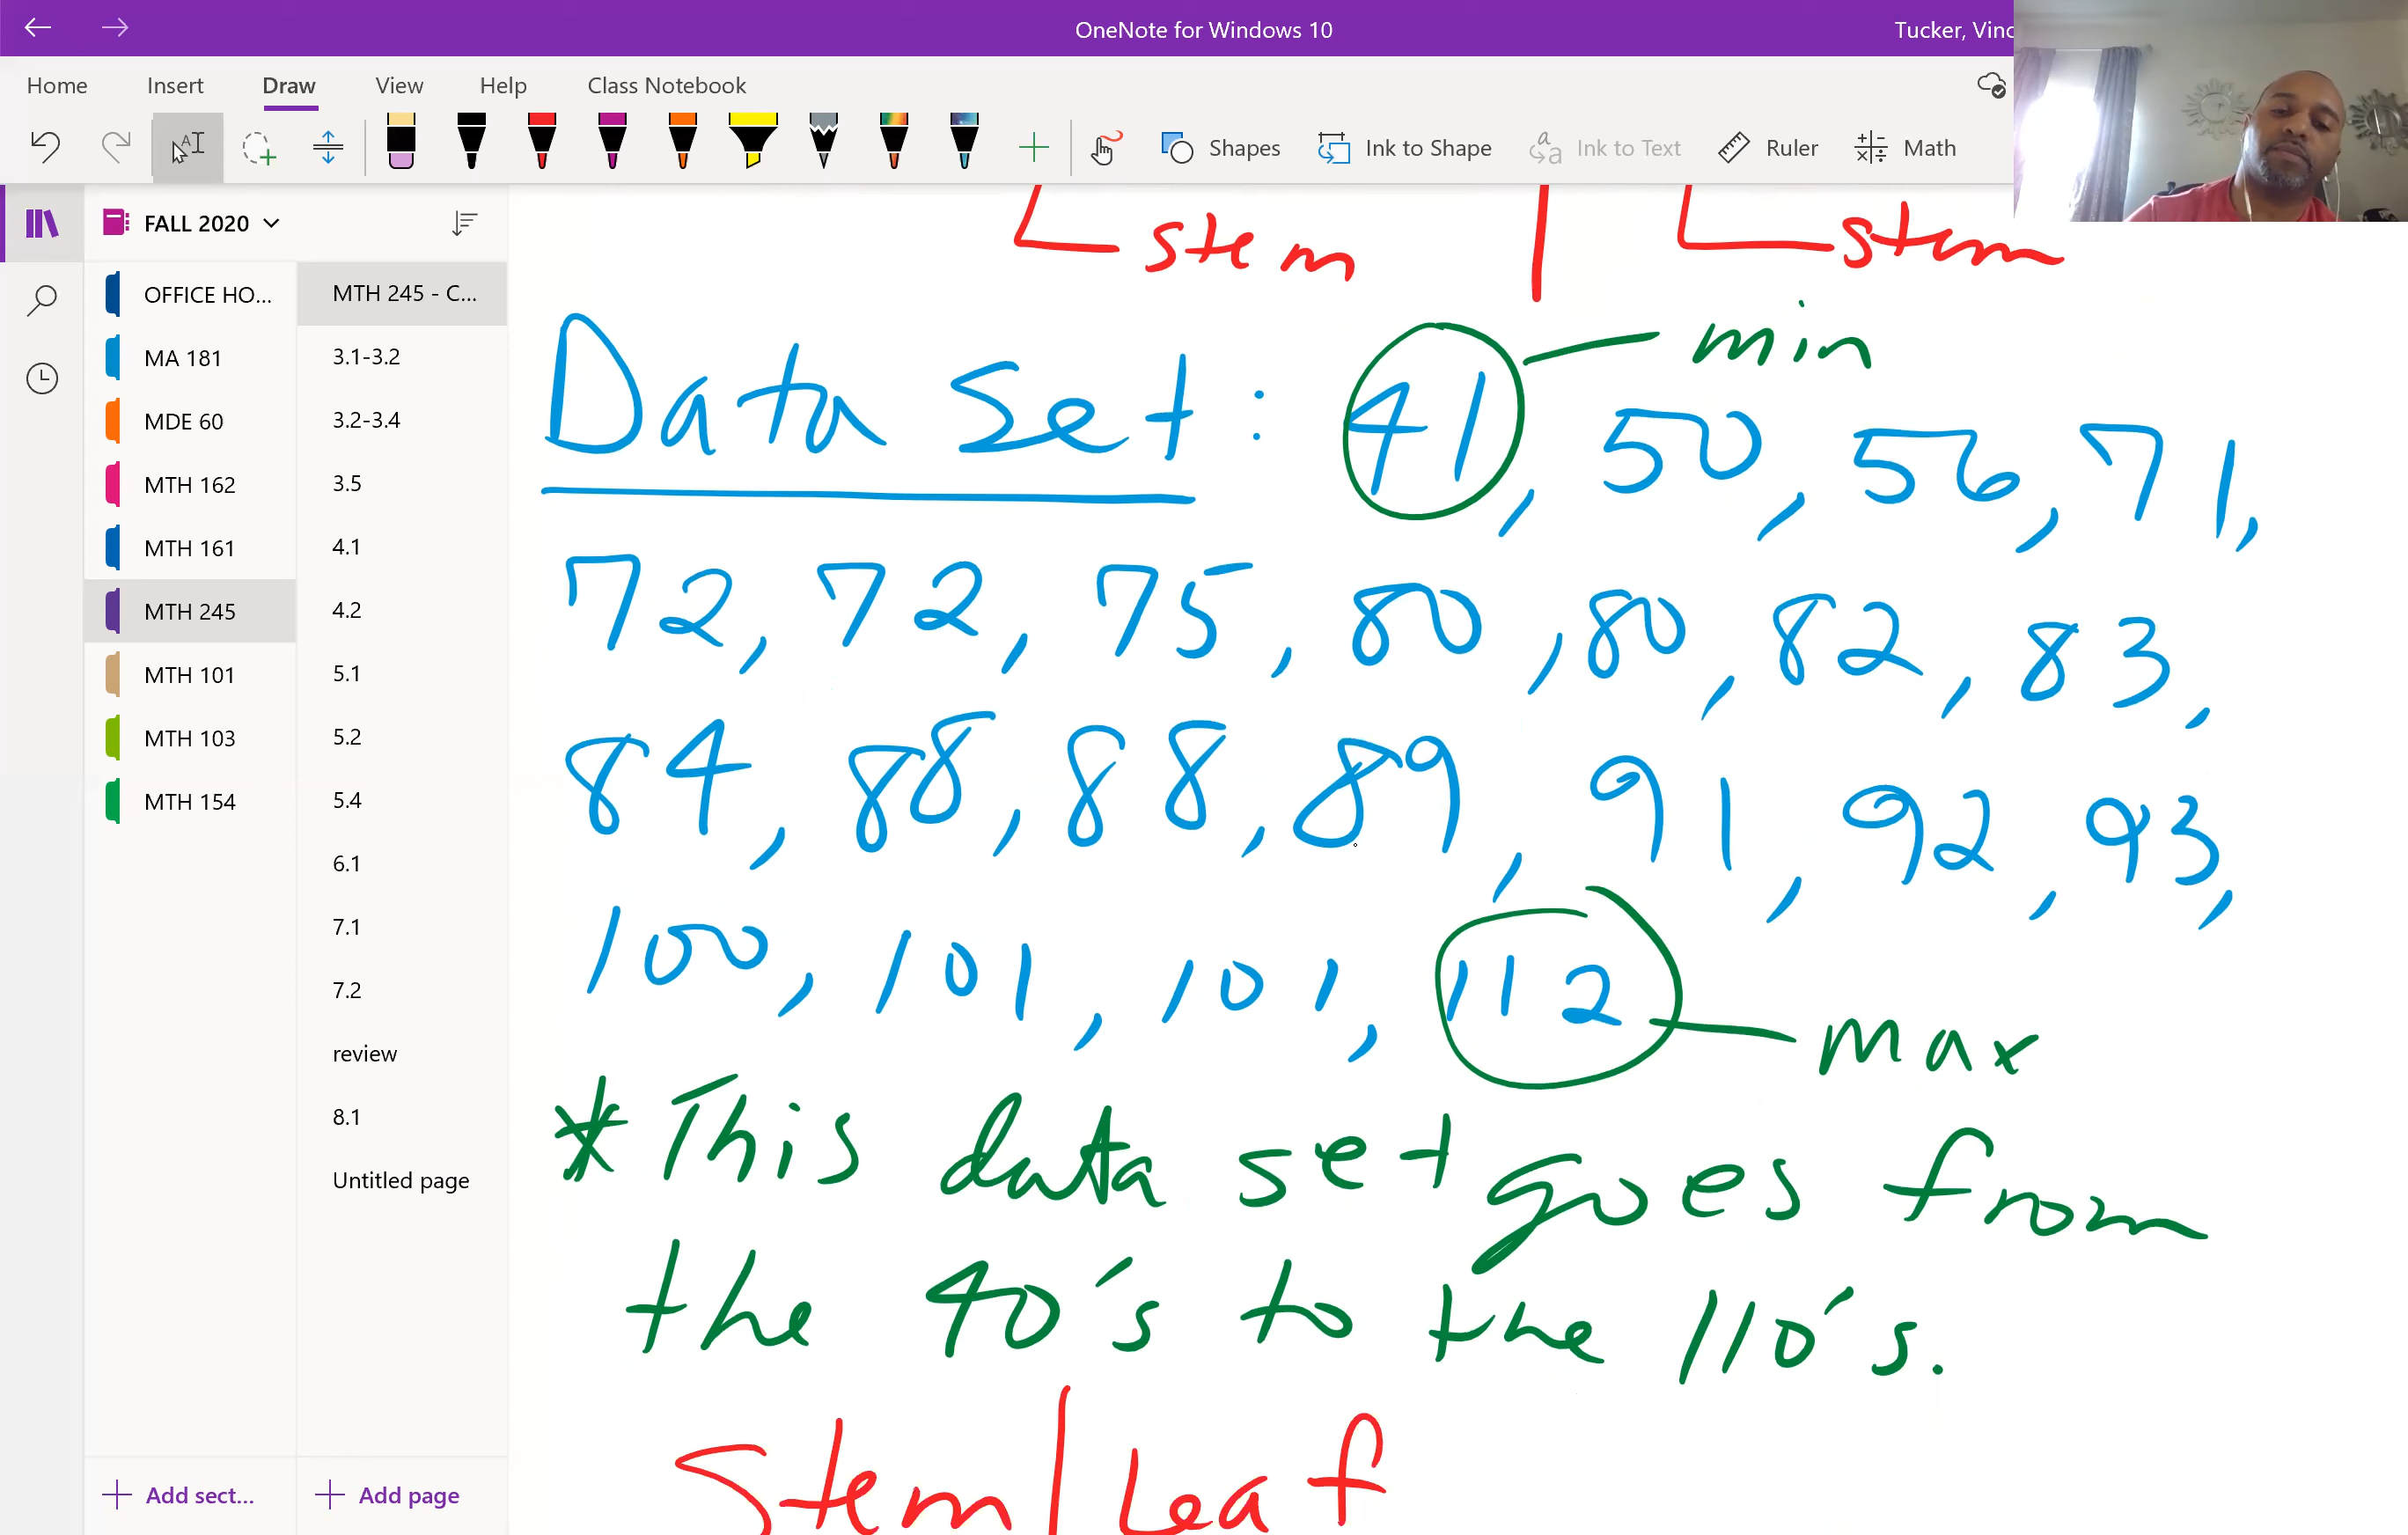 OneNote for Windows 10
Tucker, Vinc
Home Insert Draw View Help Class Notebook
Shapes Ink to Shape Ink to Text Ruler Math
FALL 2020
OFFICE HO...
MA 181
MDE 60
MTH 162
MTH 161
MTH 245
MTH 101
MTH 103
MTH 154
Add sect...
MTH 245 - C...
3.1-3.2
3.2-3.4
3.5
4.1
4.2
5.1
5.2
5.4
6.1
7.1
7.2
review
8.1
Untitled page
Add page
stem stem
min
Data Set: 41, 50, 56, 71,
72, 72, 75, 80, 80, 82, 83,
84, 88, 88, 89, 91, 92, 93,
100, 101, 101, 112
max
*This data set goes from
the 40's to the 110's.
Stem | Leaf